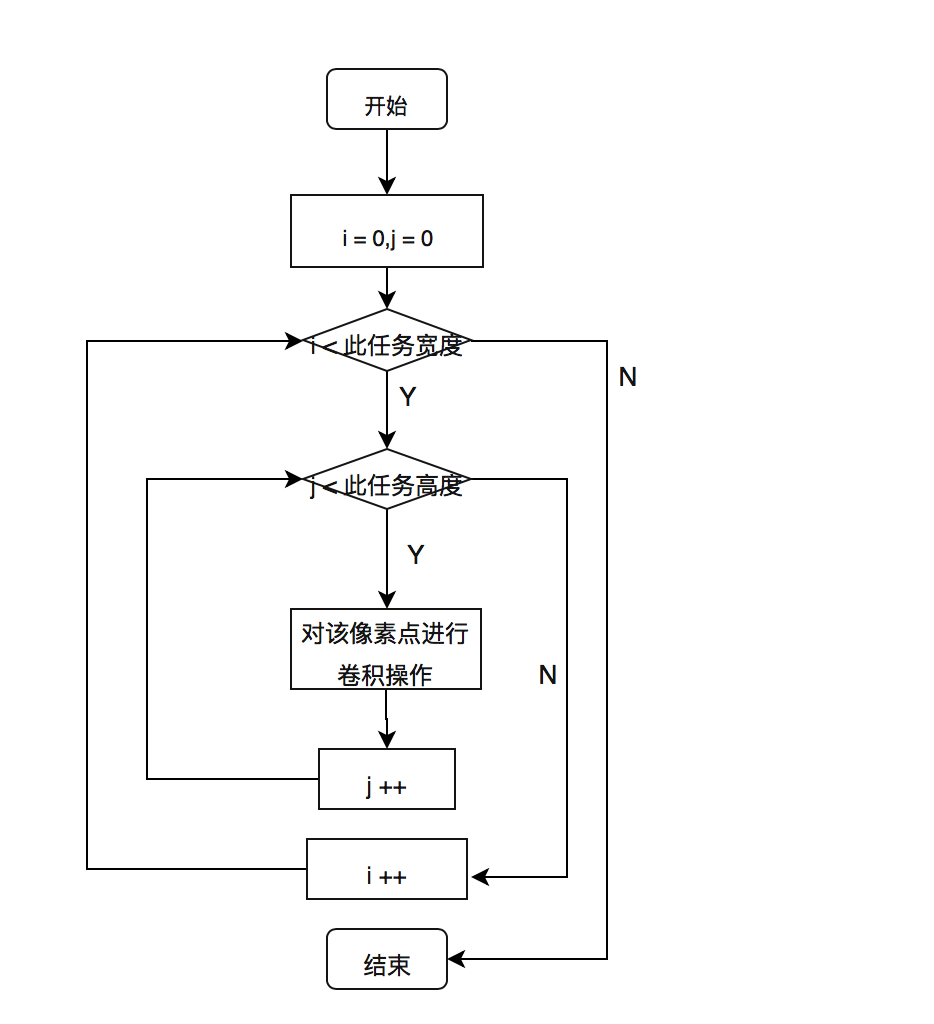 开始
i = 0,j = 0
i < 此任务宽度
N
Y
j < 此任务高度
Y
对该像素点进行
卷积操作
N
j ++
i ++
结束